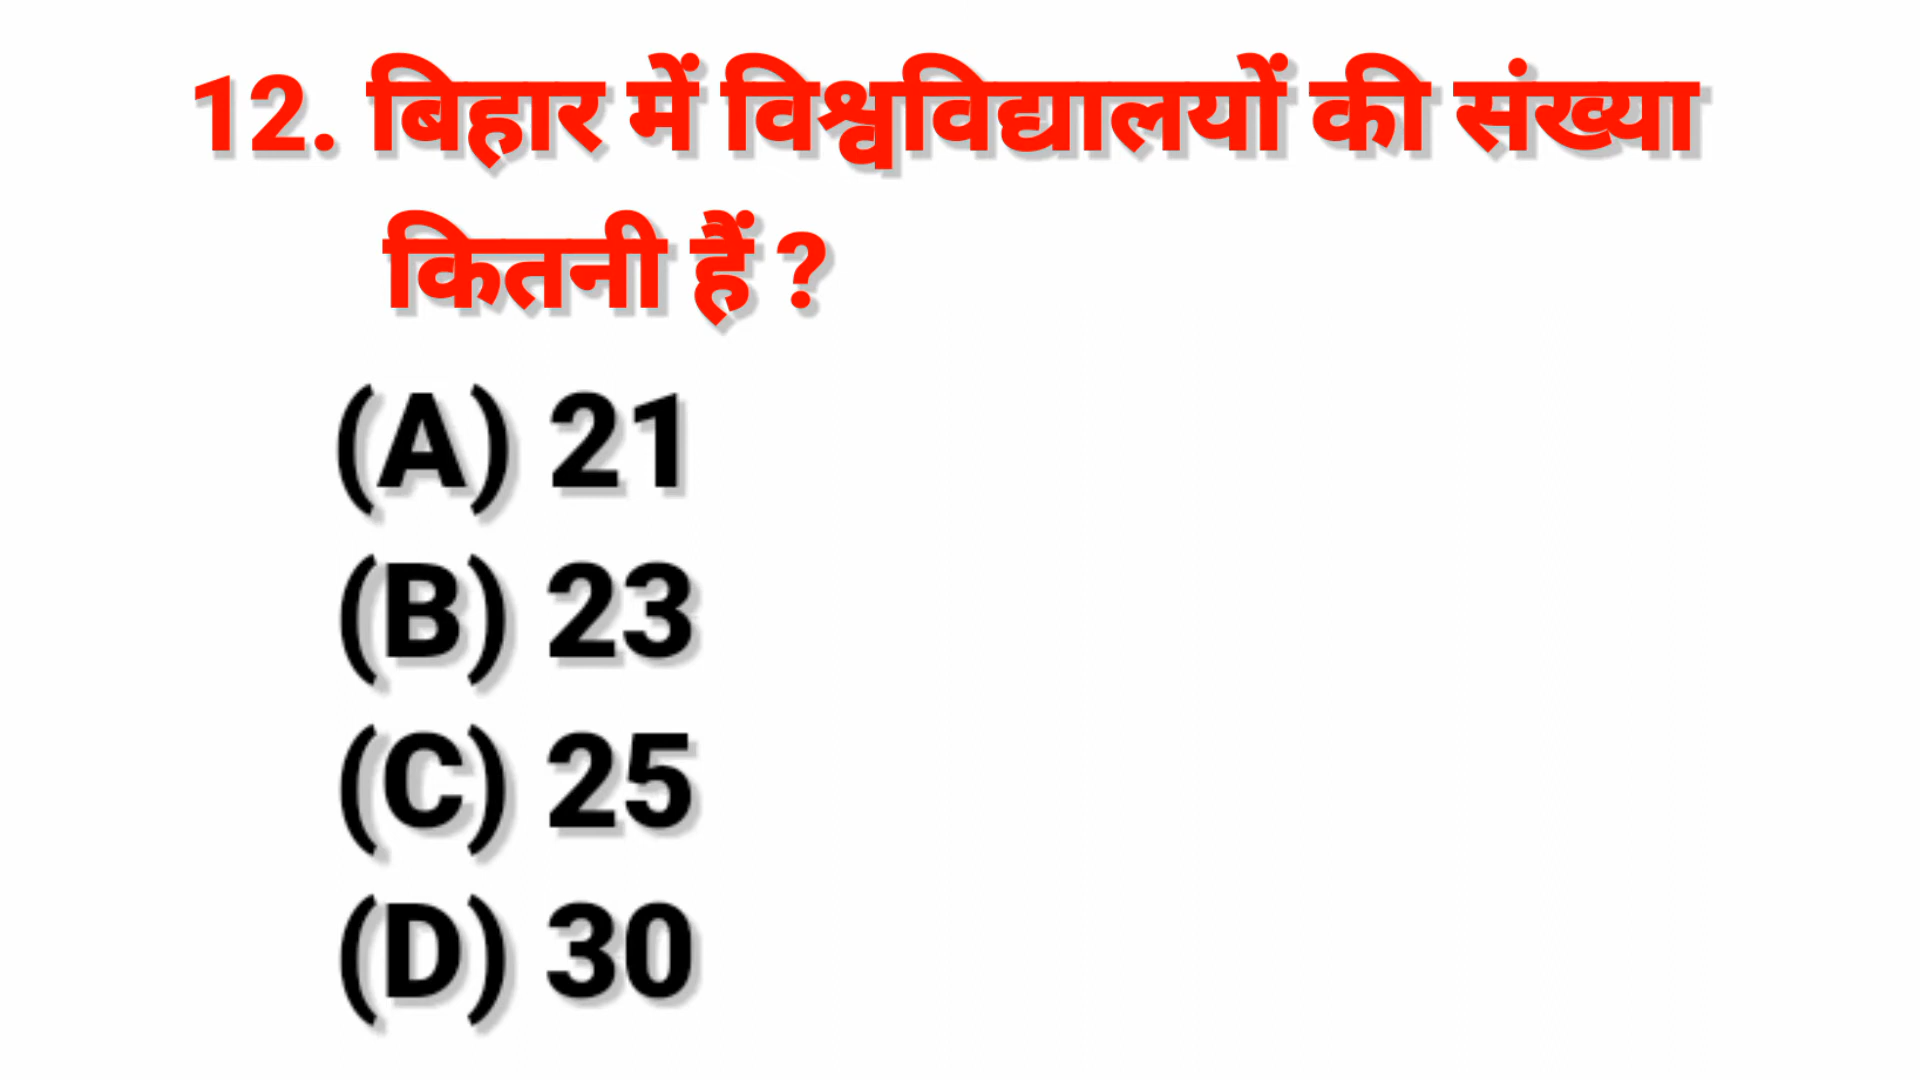 12. बिहार में विश्वविद्यालयों की संख्या
कितनी हैं ?
(A) 21
(B) 23
(C) 25
(D) 30